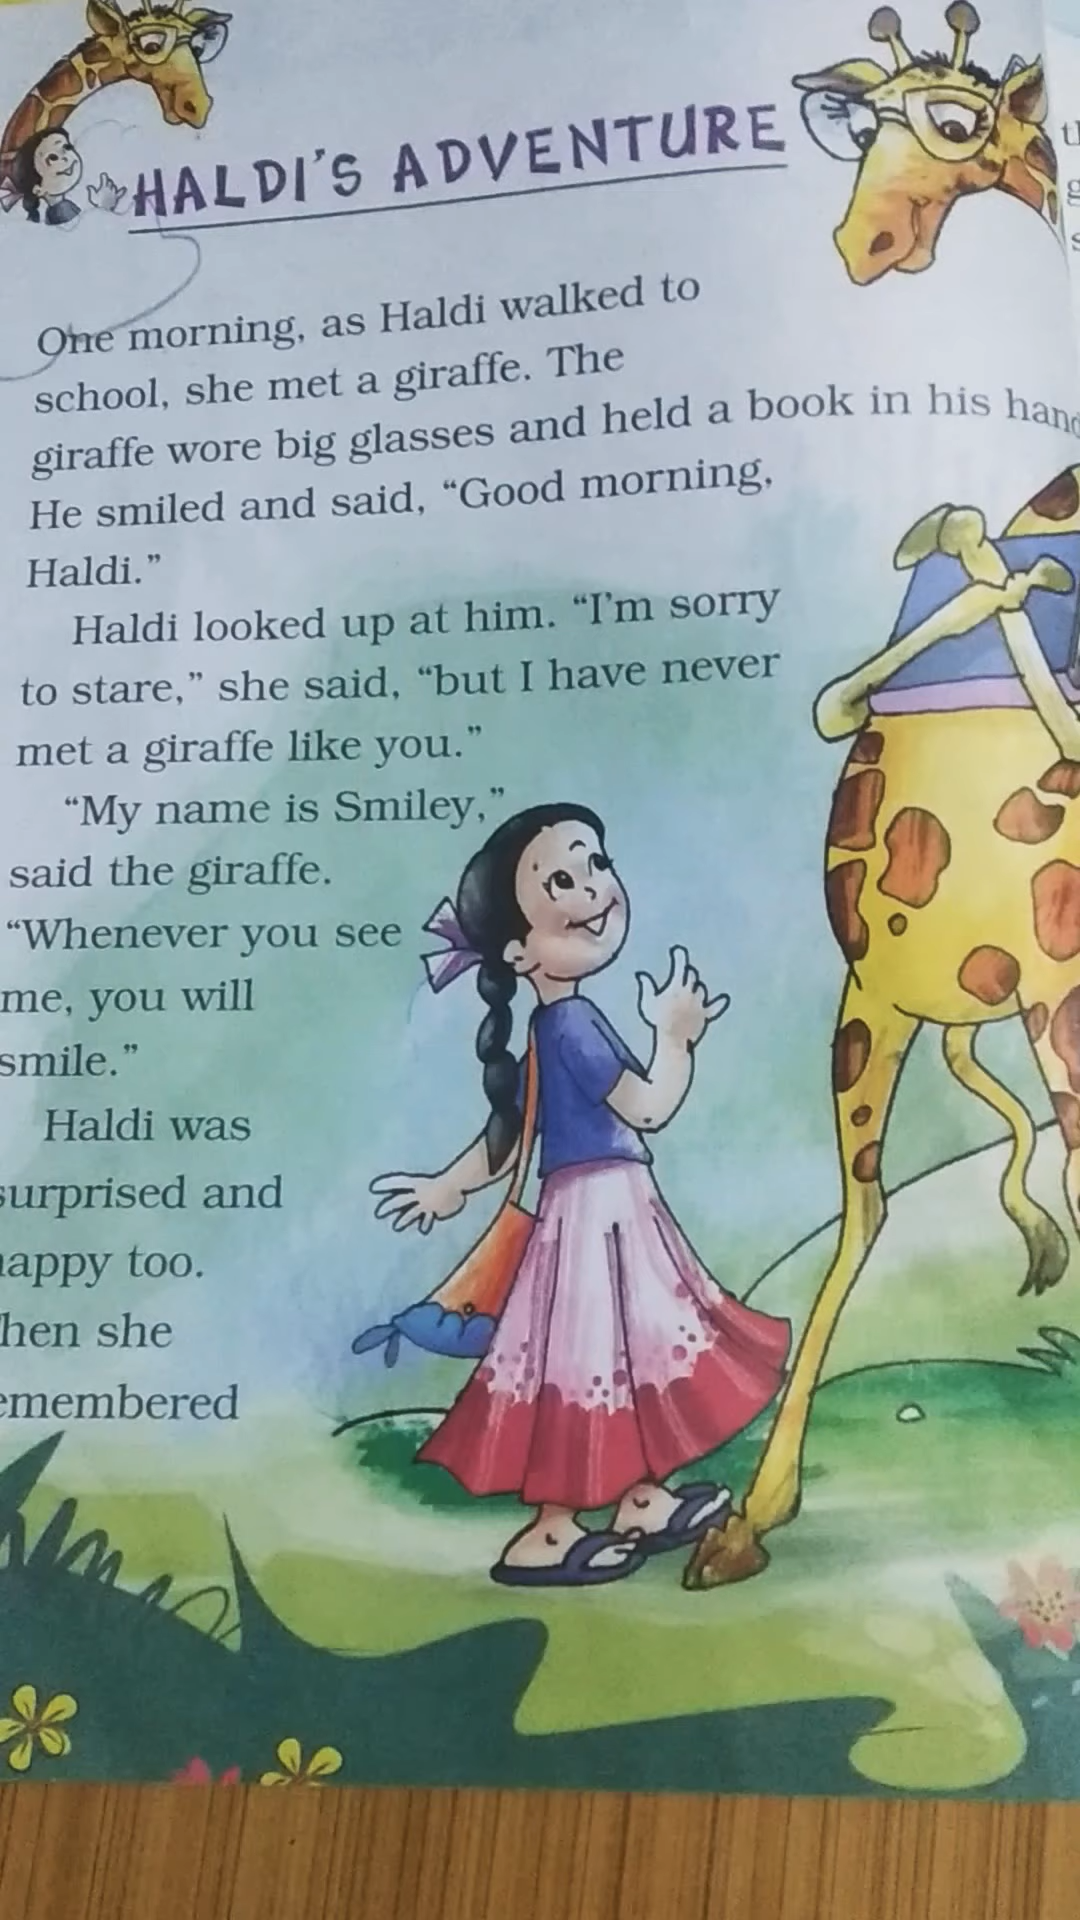 HALDI'S ADVENTURE
One morning, as Haldi walked to
school, she met a giraffe. The
giraffe wore big glasses and held a book in his hand
He smiled and said, “Good morning,
Haldi.”
Haldi looked up at him. “I'm sorry
to stare,” she said, “but I have never
met a giraffe like you.”
“My name is Smiley,”
said the giraffe.
“Whenever you see
me, you will
smile.”
Haldi was
surprised and
happy too.
hen she
emembered